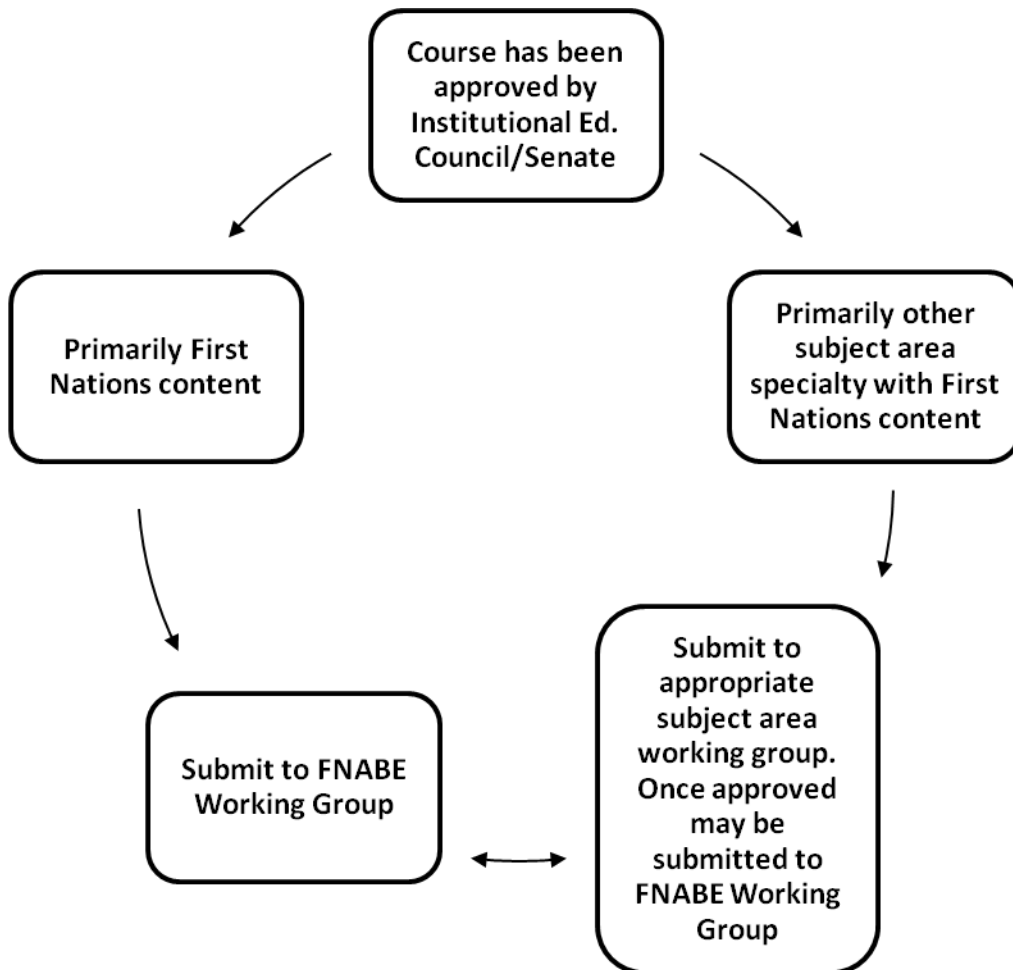 Course has been
approved by
Institutional Ed.
Council/Senate
Primarily First
Nations content
Primarily other
subject area
specialty with First
Nations content
Submit to FNABE
Working Group
Submit to
appropriate
subject area
working group.
Once approved
may be
submitted to
FNABE Working
Group